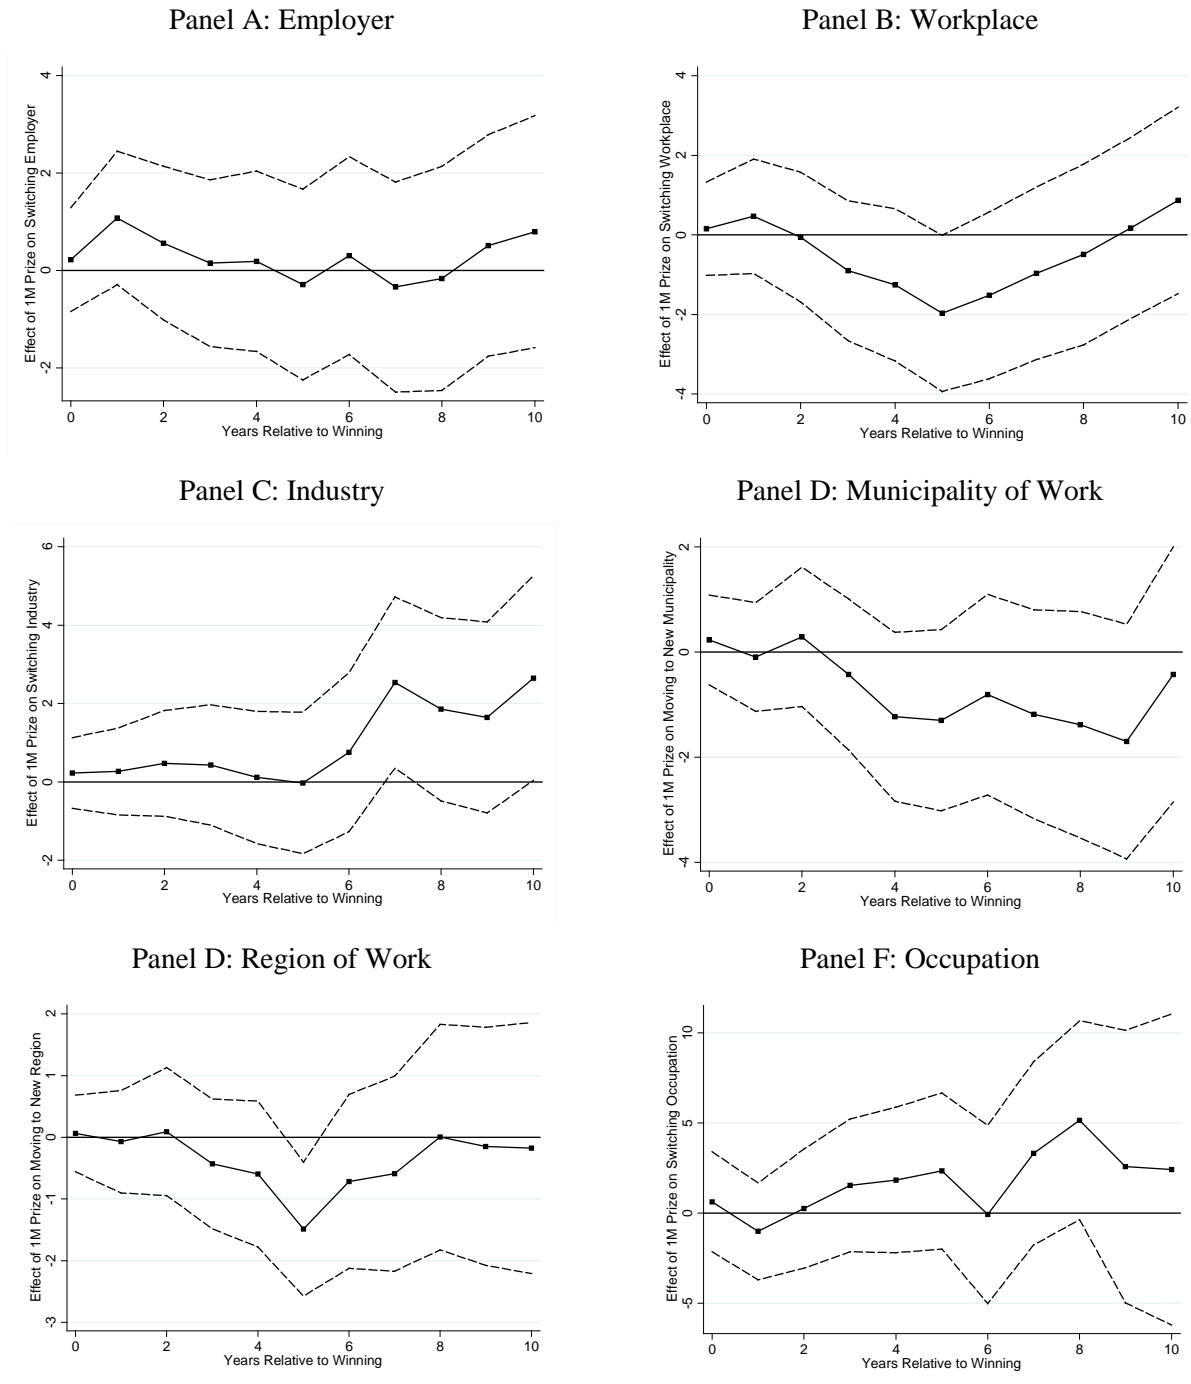 Panel A: Employer
Effect of 1M Prize on Switching Employer
4
2
0
-2
0 2 4 6 8 10
Years Relative to Winning
Panel B: Workplace
Effect of 1M Prize on Switching Workplace
4
2
0
-2
-4
0 2 4 6 8 10
Years Relative to Winning
Panel C: Industry
Effect of 1M Prize on Switching Industry
6
4
2
0
-2
0 2 4 6 8 10
Years Relative to Winning
Panel D: Municipality of Work
Effect of 1M Prize on Moving to New Municipality
2
0
-2
-4
0 2 4 6 8 10
Years Relative to Winning
Panel D: Region of Work
Effect of 1M Prize on Moving to New Region
2
1
0
-1
-2
-3
0 2 4 6 8 10
Years Relative to Winning
Panel F: Occupation
Effect of 1M Prize on Switching Occupation
10
5
0
-5
0 2 4 6 8 10
Years Relative to Winning